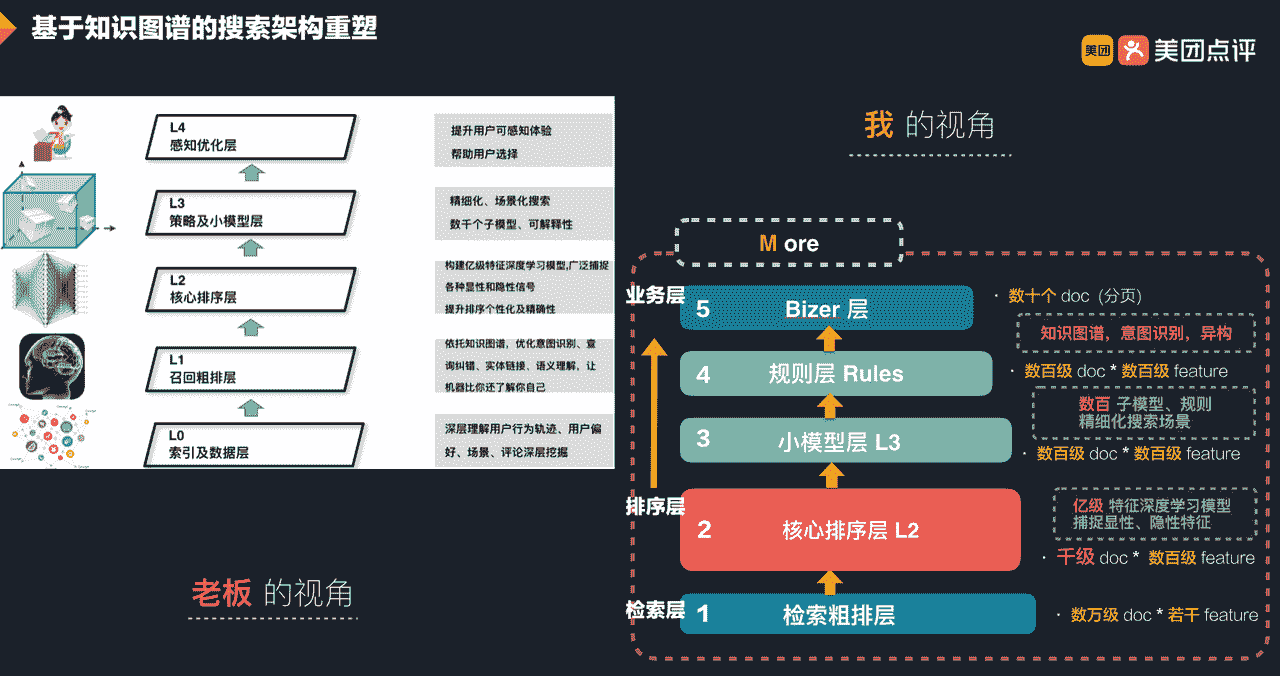 基于知识图谱的搜索架构重塑
美团
美团点评
L4
感知优化层
提升用户可感知体验
帮助用户选择
L3
策略及小模型层
精细化、场景化搜索
数千个子模型、可解释性
L2
核心排序层
构建亿级特征深度学习模型,广泛捕捉
各种显性和隐性信号
提升排序个性化及精确性
L1
召回粗排层
依托知识图谱，优化意图识别、查
询纠错、实体链接、语义理解，让
机器比你还了解你自己
L0
索引及数据层
深层理解用户行为轨迹、用户偏
好、场景、评论深层挖掘
老板 的视角
我 的视角
M ore
业务层
5 Bizer 层
· 数十个 doc (分页)
知识图谱，意图识别，异构
4 规则层 Rules
· 数百级 doc * 数百级 feature
数百 子模型、规则
精细化搜索场景
3 小模型层 L3
· 数百级 doc * 数百级 feature
排序层
2 核心排序层 L2
亿级 特征深度学习模型
捕捉显性、隐性特征
· 千级 doc * 数百级 feature
检索层
1 检索粗排层
· 数万级 doc * 若干 feature